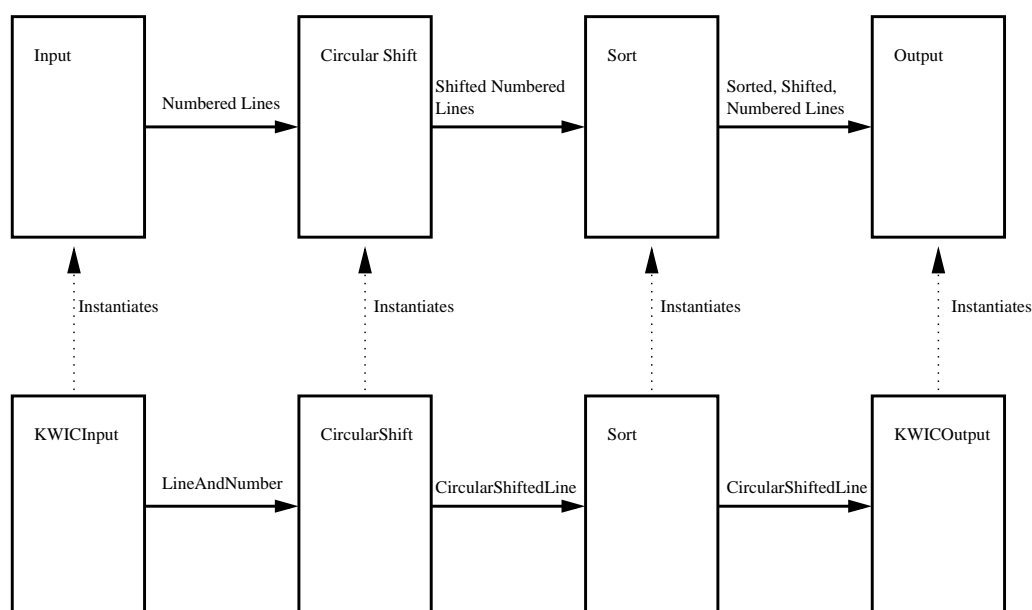 Input
Circular Shift
Sort
Output
Numbered Lines
Shifted Numbered
Lines
Sorted, Shifted,
Numbered Lines
Instantiates
Instantiates
Instantiates
Instantiates
KWICInput
CircularShift
Sort
KWICOutput
LineAndNumber
CircularShiftedLine
CircularShiftedLine